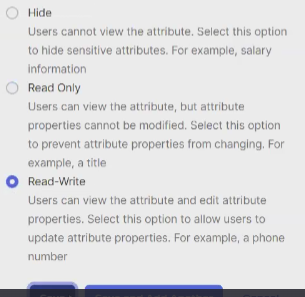 Hide
Users cannot view the attribute. Select this option
to hide sensitive attributes. For example, salary
information
Read Only
Users can view the attribute, but attribute
properties cannot be modified. Select this option
to prevent attribute properties from changing. For
example, a title
Read-Write
Users can view the attribute and edit attribute
properties. Select this option to allow users to
update attribute properties. For example, a phone
number